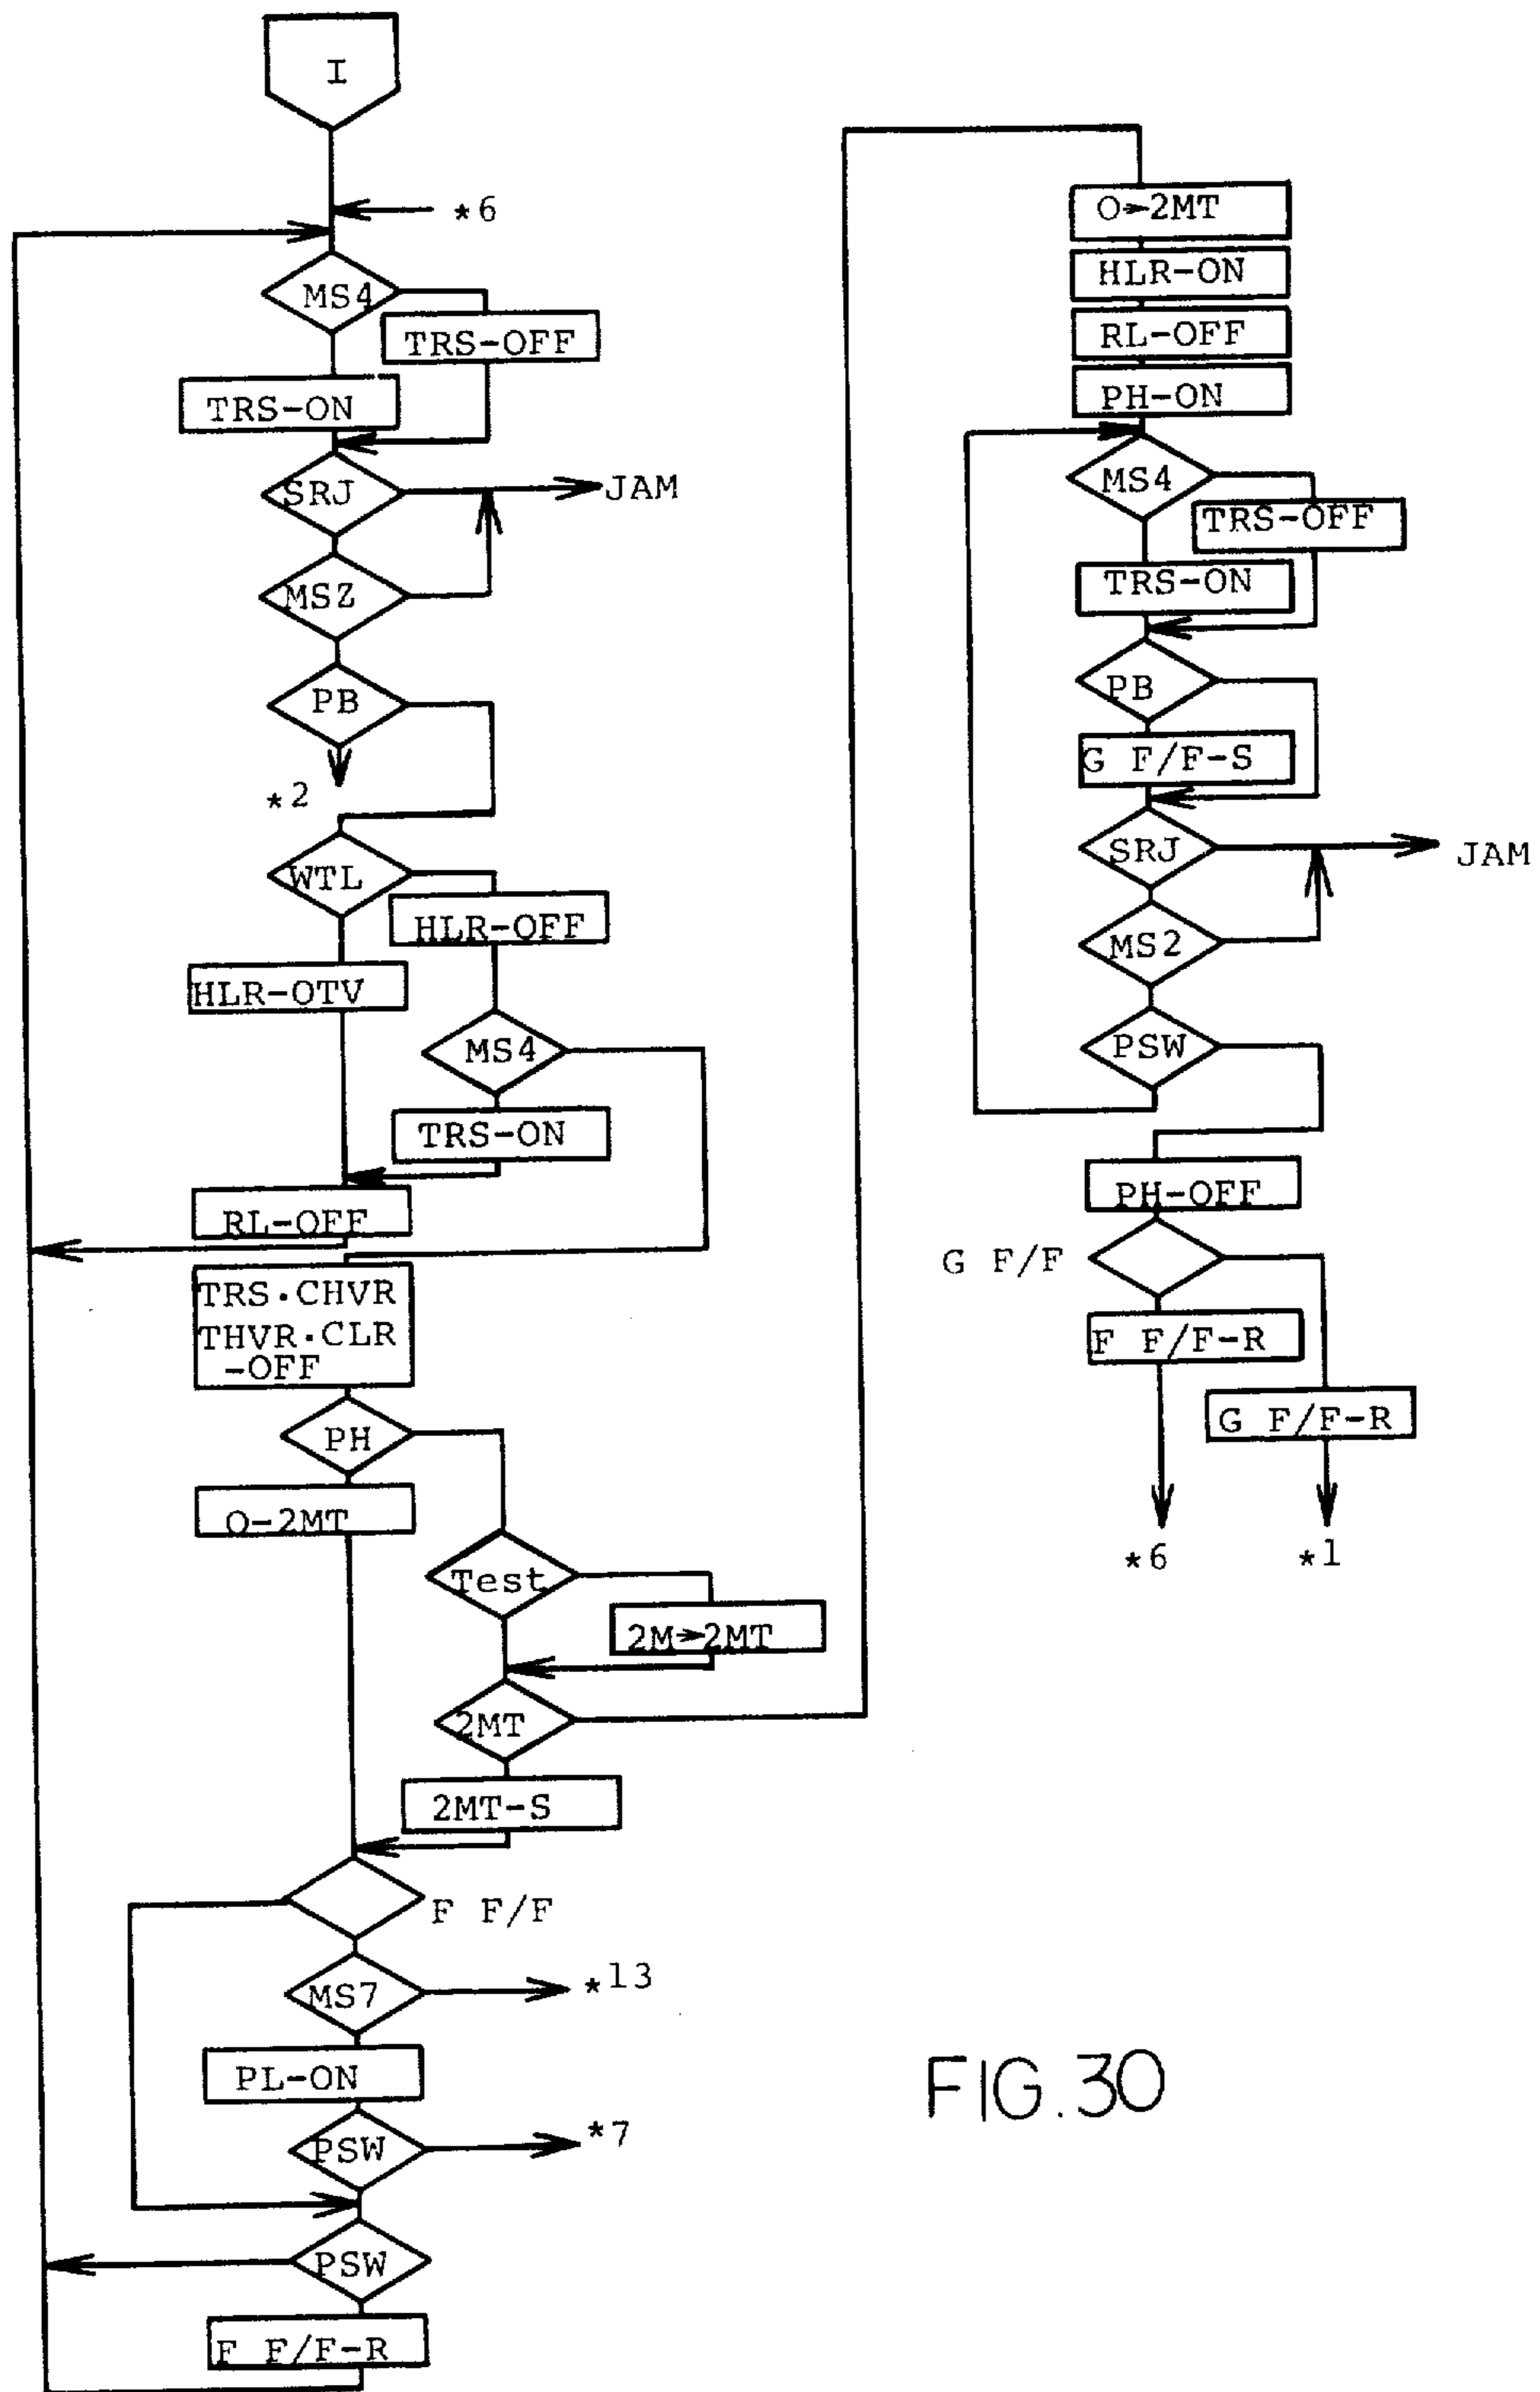 I
*6
MS4
TRS-OFF
TRS-ON
SRJ
JAM
MSZ
PB
*2
WTL
HLR-OFF
HLR-OTV
MS4
TRS-ON
RL-OFF
TRS·CHVR
THVR·CLR
-OFF
PH
O-2MT
Test
2M→2MT
2MT
2MT-S
F F/F
MS7
*13
PL-ON
PSW
*7
PSW
F F/F-R
O→2MT
HLR-ON
RL-OFF
PH-ON
MS4
TRS-OFF
TRS-ON
PB
G F/F-S
SRJ
JAM
MS2
PSW
PH-OFF
G F/F
F F/F-R
G F/F-R
*6
*1
FIG.30